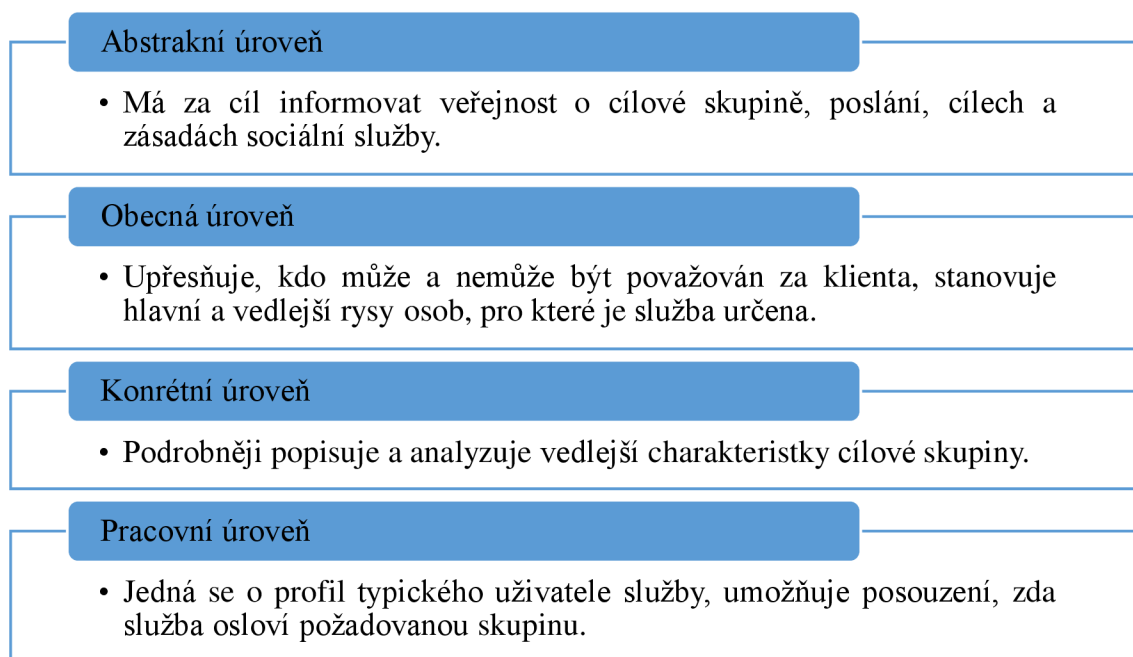 Abstrakní úroveň
• Má za cíl informovat veřejnost o cílové skupině, poslání, cílech a
zásadách sociální služby.
Obecná úroveň
• Upřesňuje, kdo může a nemůže být považován za klienta, stanovuje
hlavní a vedlejší rysy osob, pro které je služba určena.
Konrétní úroveň
• Podrobněji popisuje a analyzuje vedlejší charakteristky cílové skupiny.
Pracovní úroveň
• Jedná se o profil typického uživatele služby, umožňuje posouzení, zda
služba osloví požadovanou skupinu.